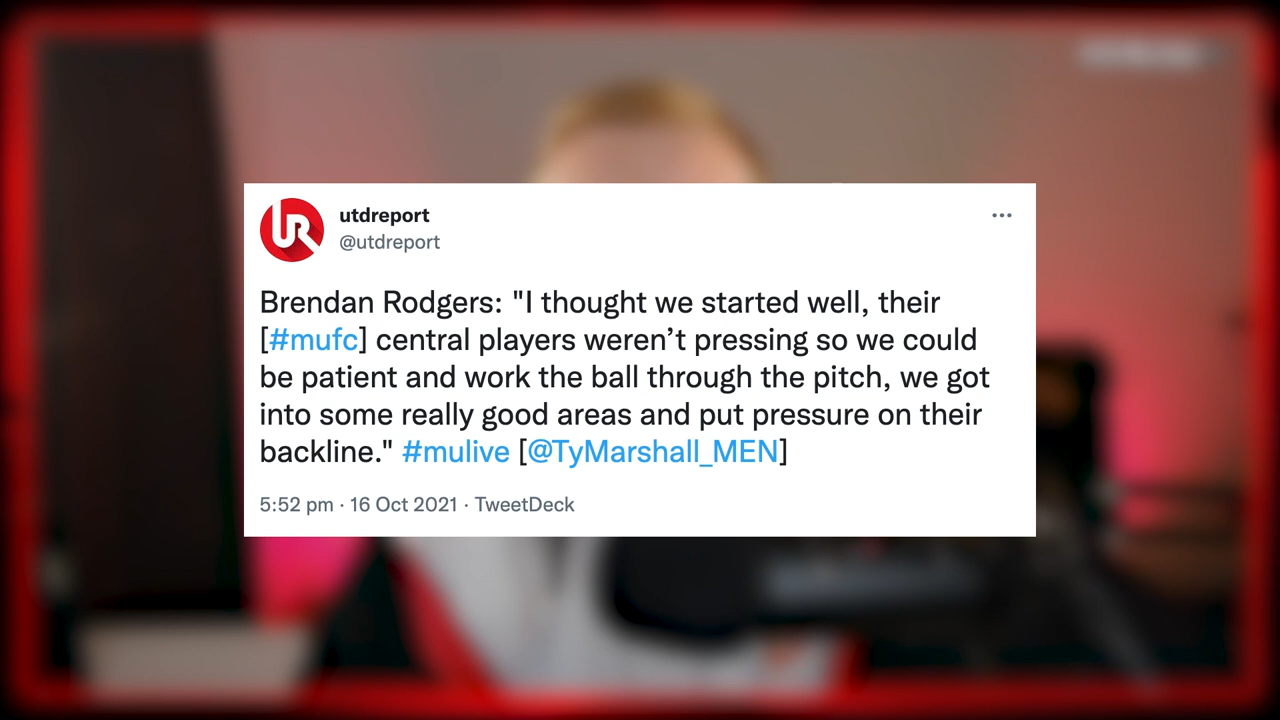 utdreport
@utdreport
Brendan Rodgers: "I thought we started well, their
[#mufc] central players weren’t pressing so we could
be patient and work the ball through the pitch, we got
into some really good areas and put pressure on their
backline." #mulive [@TyMarshall_MEN]
5:52 pm · 16 Oct 2021 · TweetDeck